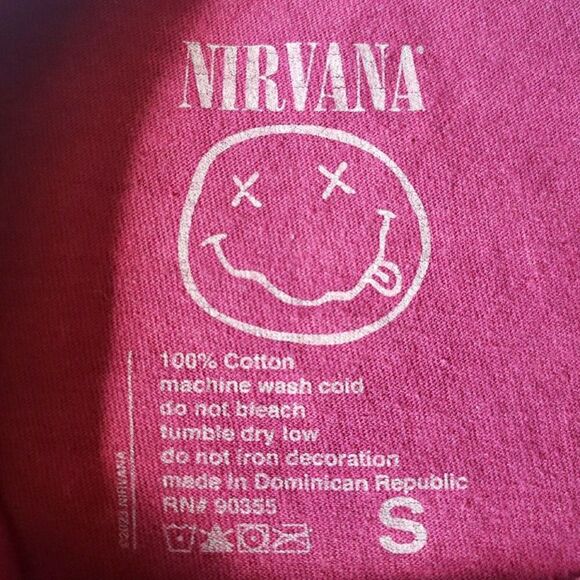 NIRVANA®
100% Cotton
machine wash cold
do not bleach
tumble dry low
do not iron decoration
made in Dominican Republic
RN# 90355
S
NIRVANA